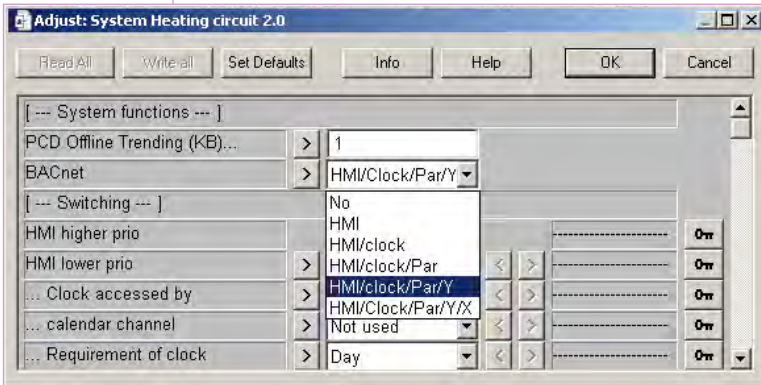 Adjust: System Heating circuit 2.0
Read All Write all Set Defaults Info Help OK Cancel
[ --- System functions --- ]
PCD Offline Trending (KB)... > 1
BACnet > HMI/Clock/Par/Y
[ --- Switching --- ]
No
HMI
HMI higher prio
HMI/clock
HMI lower prio > HMI/clock/Par < > --------------------
... Clock accessed by > HMI/clock/Par/Y < > --------------------
HMI/Clock/Par/Y/X
... calendar channel > Not used < > --------------------
... Requirement of clock > Day < > --------------------